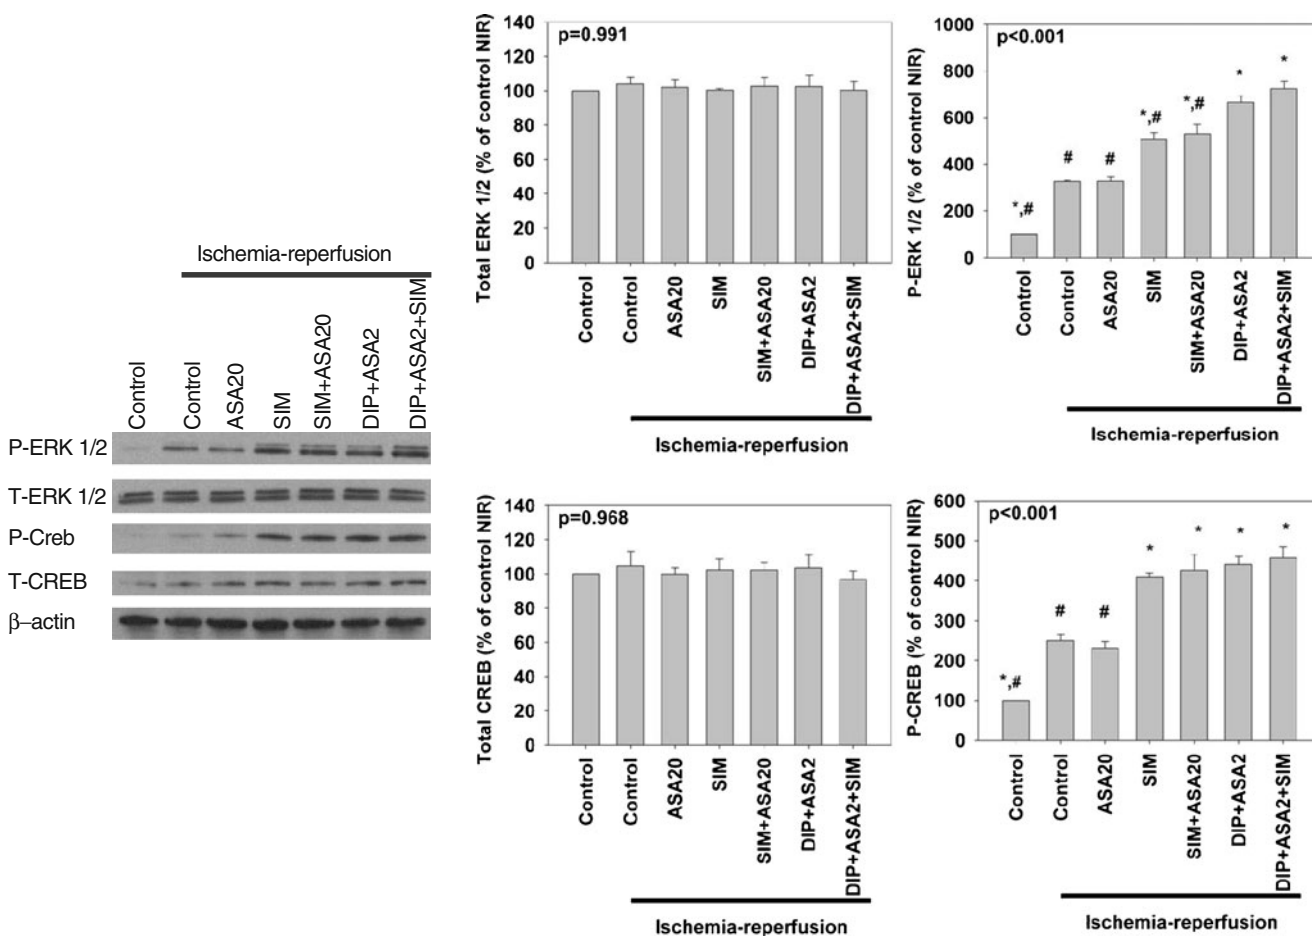 Ischemia-reperfusion
Control
Control
ASA20
SIM
SIM+ASA20
DIP+ASA2
DIP+ASA2+SIM
P-ERK 1/2
T-ERK 1/2
P-Creb
T-CREB
β–actin
Total ERK 1/2 (% of control NIR)
p=0.991
140
120
100
80
60
40
20
0
Control
Control
ASA20
SIM
SIM+ASA20
DIP+ASA2
DIP+ASA2+SIM
Ischemia-reperfusion
P-ERK 1/2 (% of control NIR)
p<0.001
1000
800
600
400
200
0
*,#
#
#
*,#
*,#
*
*
Control
Control
ASA20
SIM
SIM+ASA20
DIP+ASA2
DIP+ASA2+SIM
Ischemia-reperfusion
Total CREB (% of control NIR)
p=0.968
140
120
100
80
60
40
20
0
Control
Control
ASA20
SIM
SIM+ASA20
DIP+ASA2
DIP+ASA2+SIM
Ischemia-reperfusion
P-CREB (% of control NIR)
p<0.001
600
500
400
300
200
100
0
*,#
#
#
*
*
*
*
Control
Control
ASA20
SIM
SIM+ASA20
DIP+ASA2
DIP+ASA2+SIM
Ischemia-reperfusion